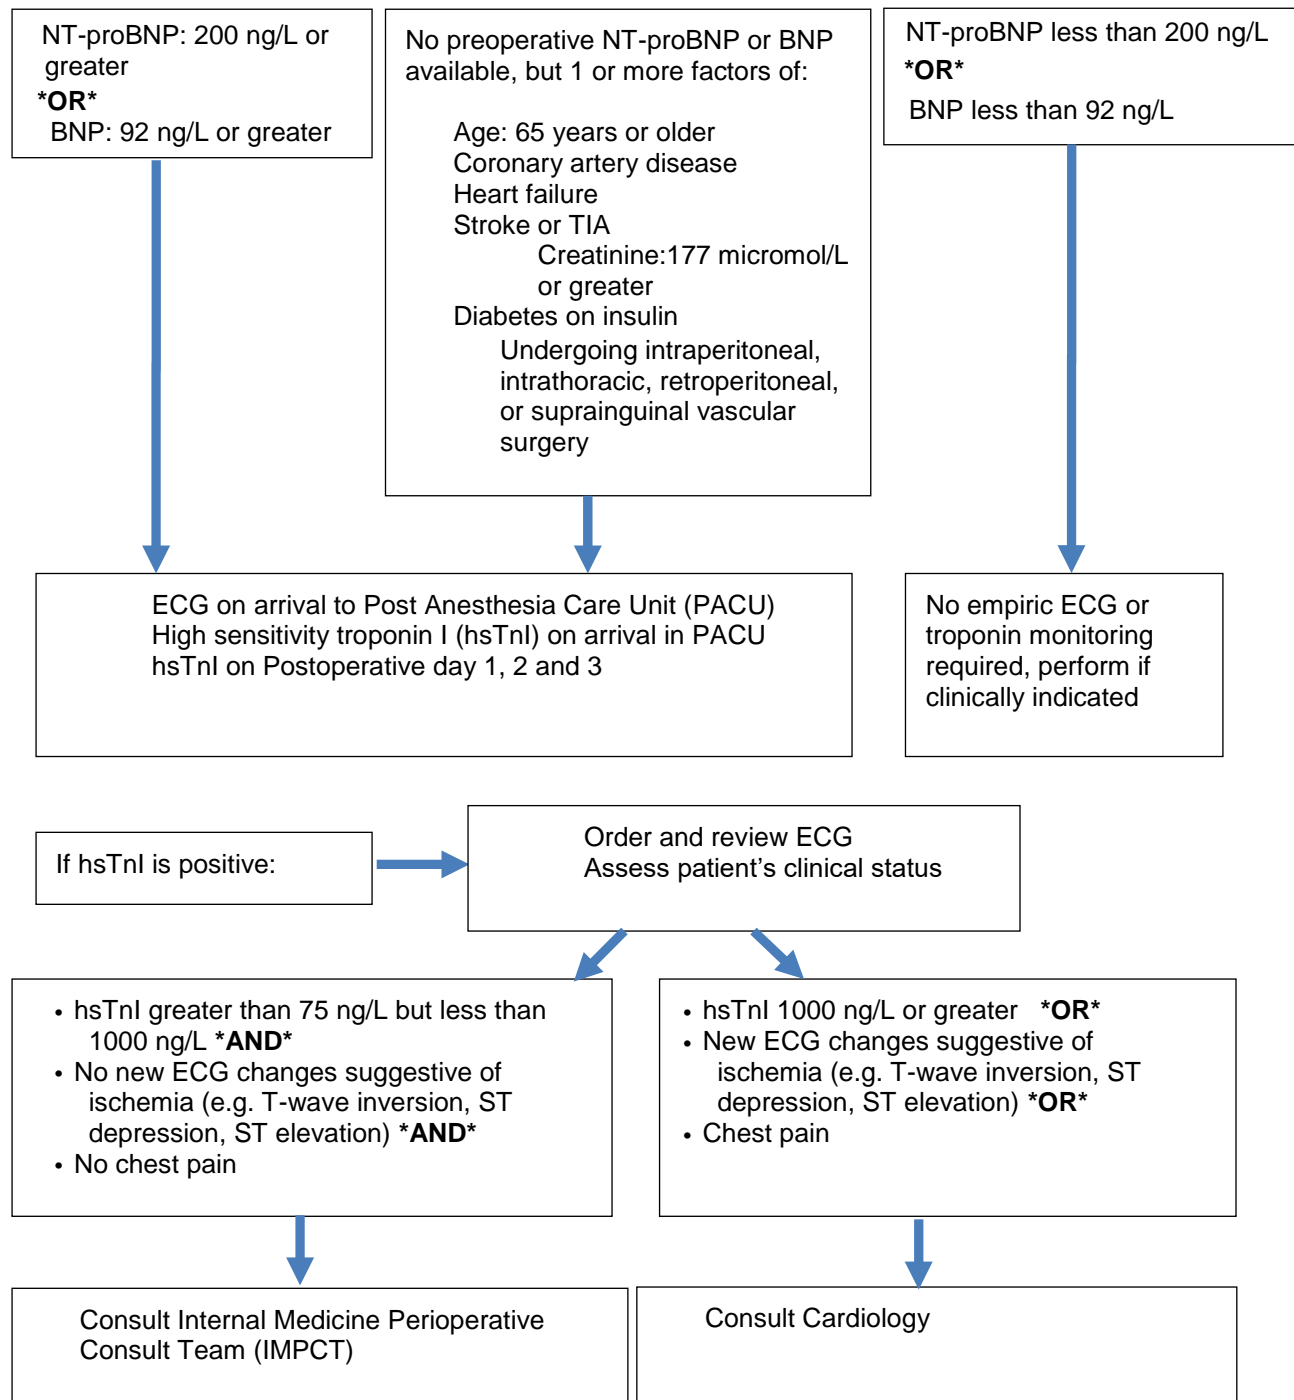 NT-proBNP: 200 ng/L or
greater
*OR*
BNP: 92 ng/L or greater
No preoperative NT-proBNP or BNP
available, but 1 or more factors of:
Age: 65 years or older
Coronary artery disease
Heart failure
Stroke or TIA
Creatinine:177 micromol/L
or greater
Diabetes on insulin
Undergoing intraperitoneal,
intrathoracic, retroperitoneal,
or suprainguinal vascular
surgery
NT-proBNP less than 200 ng/L
*OR*
BNP less than 92 ng/L
ECG on arrival to Post Anesthesia Care Unit (PACU)
High sensitivity troponin I (hsTnI) on arrival in PACU
hsTnI on Postoperative day 1, 2 and 3
No empiric ECG or
troponin monitoring
required, perform if
clinically indicated
If hsTnI is positive:
Order and review ECG
Assess patient’s clinical status
• hsTnI greater than 75 ng/L but less than
1000 ng/L *AND*
• No new ECG changes suggestive of
ischemia (e.g. T-wave inversion, ST
depression, ST elevation) *AND*
• No chest pain
• hsTnI 1000 ng/L or greater *OR*
• New ECG changes suggestive of
ischemia (e.g. T-wave inversion, ST
depression, ST elevation) *OR*
• Chest pain
Consult Internal Medicine Perioperative
Consult Team (IMPCT)
Consult Cardiology